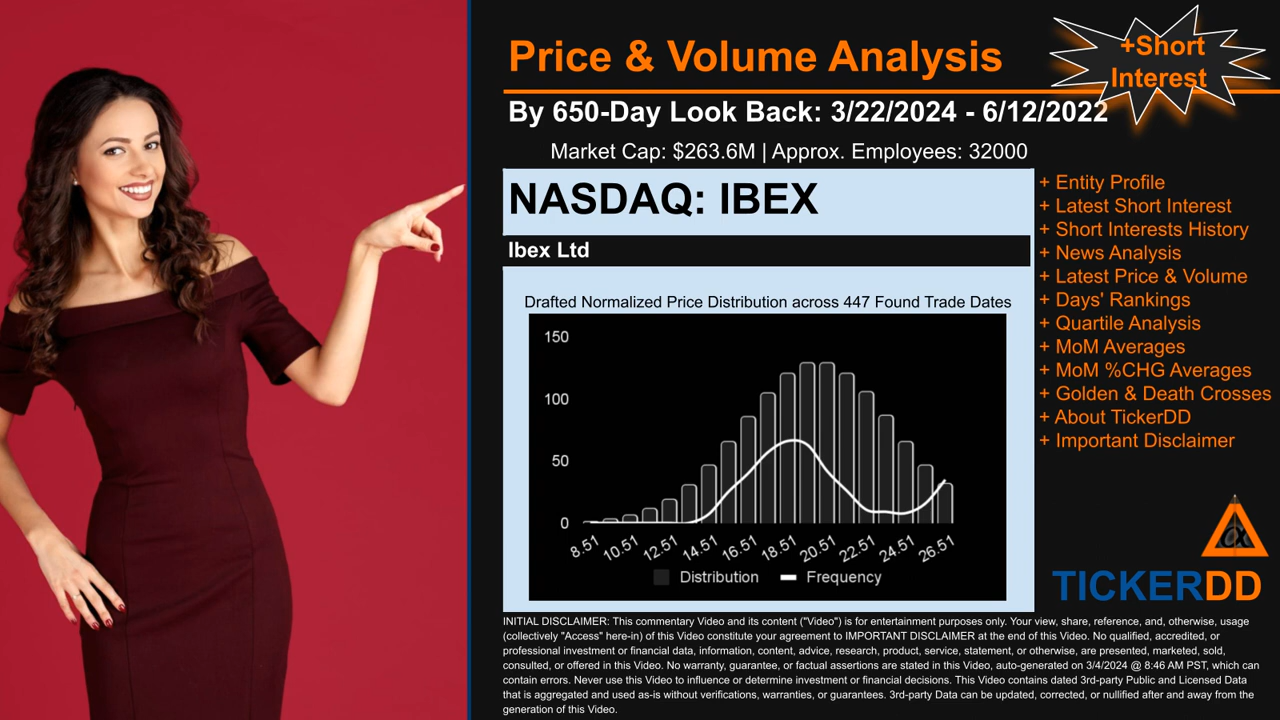 Price & Volume Analysis
+Short
Interest
By 650-Day Look Back: 3/22/2024 - 6/12/2022
Market Cap: $263.6M | Approx. Employees: 32000
NASDAQ: IBEX
Ibex Ltd
Drafted Normalized Price Distribution across 447 Found Trade Dates
150
100
50
0
8.51 10.51 12.51 14.51 16.51 18.51 20.51 22.51 24.51 26.51
Distribution Frequency
+ Entity Profile
+ Latest Short Interest
+ Short Interests History
+ News Analysis
+ Latest Price & Volume
+ Days' Rankings
+ Quartile Analysis
+ MoM Averages
+ MoM %CHG Averages
+ Golden & Death Crosses
+ About TickerDD
+ Important Disclaimer
TICKERDD
INITIAL DISCLAIMER: This commentary Video and its content ("Video") is for entertainment purposes only. Your view, share, reference, and, otherwise, usage
(collectively "Access" here-in) of this Video constitute your agreement to IMPORTANT DISCLAIMER at the end of this Video. No qualified, accredited, or
professional investment or financial data, information, content, advice, research, product, service, statement, or otherwise, are presented, marketed, sold,
consulted, or offered in this Video. No warranty, guarantee, or factual assertions are stated in this Video, auto-generated on 3/4/2024 @ 8:46 AM PST, which can
contain errors. Never use this Video to influence or determine investment or financial decisions. This Video contains dated 3rd-party Public and Licensed Data
that is aggregated and used as-is without verifications, warranties, or guarantees. 3rd-party Data can be updated, corrected, or nullified after and away from the
generation of this Video.